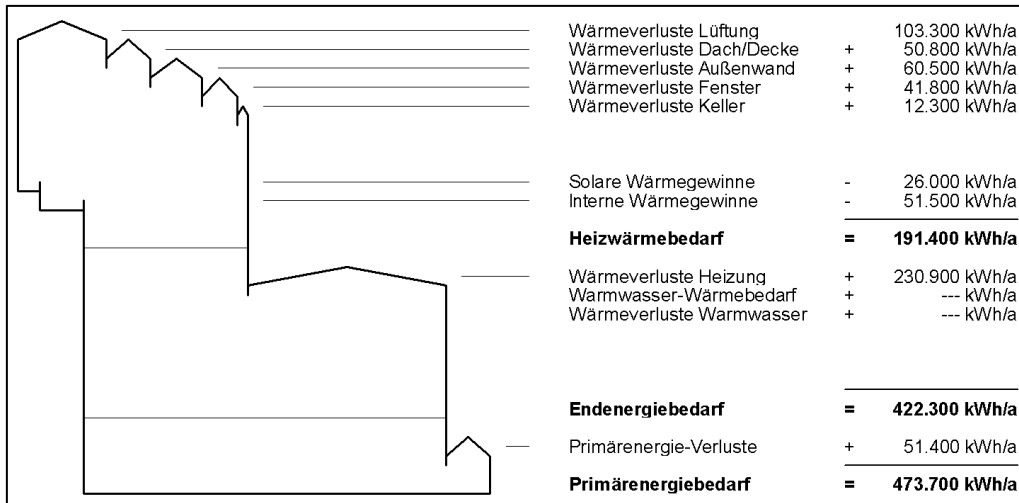 Wärmeverluste Lüftung 103.300 kWh/a
Wärmeverluste Dach/Decke + 50.800 kWh/a
Wärmeverluste Außenwand + 60.500 kWh/a
Wärmeverluste Fenster + 41.800 kWh/a
Wärmeverluste Keller + 12.300 kWh/a
Solare Wärmegewinne - 26.000 kWh/a
Interne Wärmegewinne - 51.500 kWh/a
Heizwärmebedarf = 191.400 kWh/a
Wärmeverluste Heizung + 230.900 kWh/a
Warmwasser-Wärmebedarf + --- kWh/a
Wärmeverluste Warmwasser + --- kWh/a
Endenergiebedarf = 422.300 kWh/a
Primärenergie-Verluste + 51.400 kWh/a
Primärenergiebedarf = 473.700 kWh/a